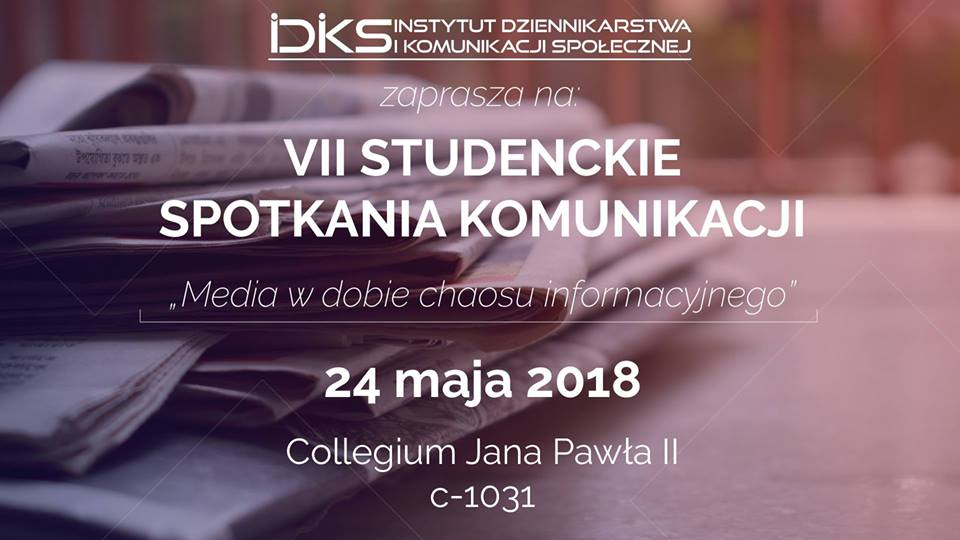 iDiKS INSTYTUT DZIENNIKARSTWA
I KOMUNIKACJI SPOŁECZNEJ
zaprasza na:
VII STUDENCKIE
SPOTKANIA KOMUNIKACJI
„Media w dobie chaosu informacyjnego”
24 maja 2018
Collegium Jana Pawła II
c-1031